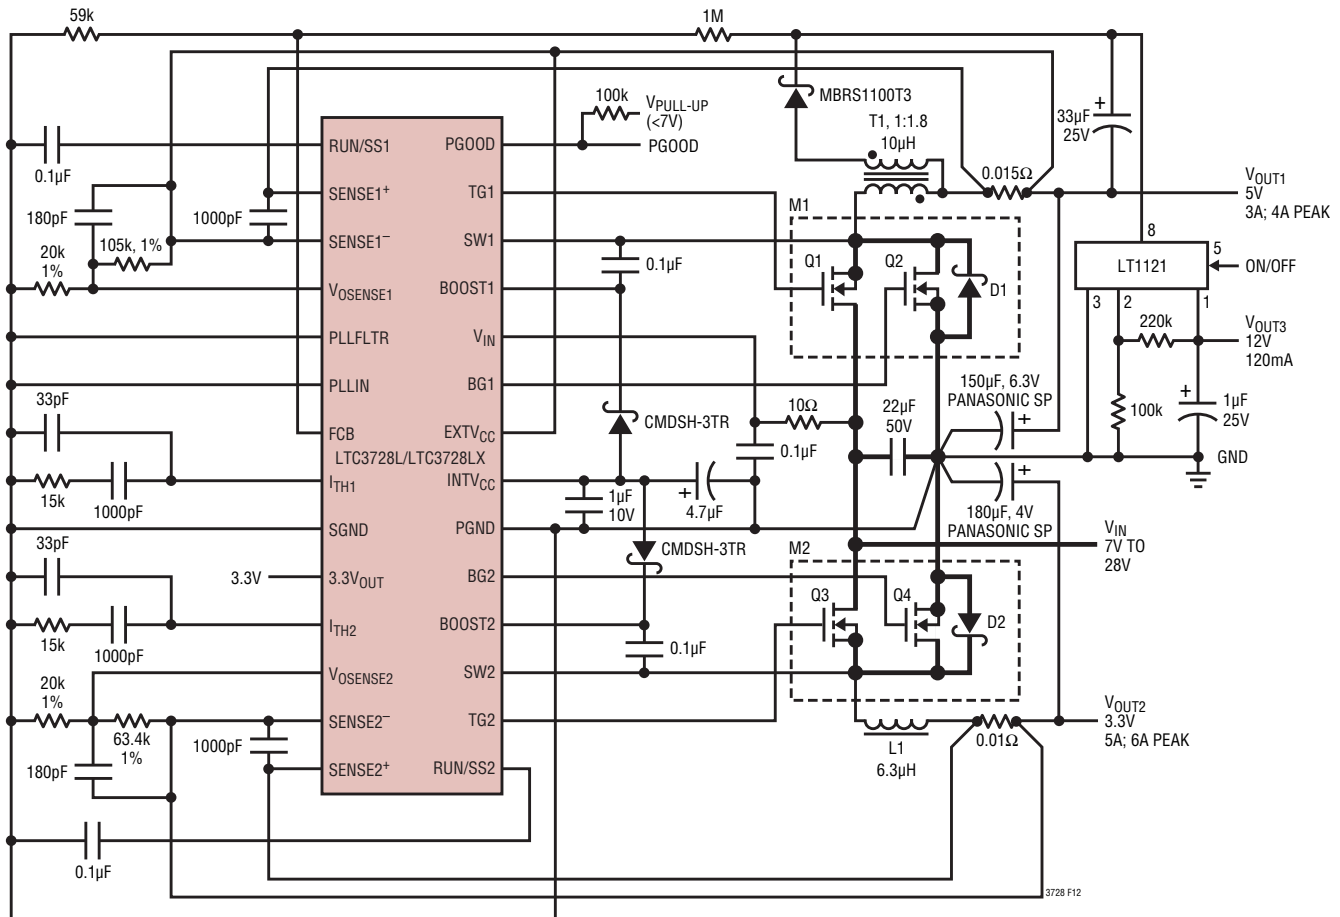 59k
1M
100k
VPULL-UP
(<7V)
PGOOD
MBRS1100T3
T1, 1:1.8
10µH
33µF
25V
0.015Ω
VOUT1
5V
3A; 4A PEAK
0.1µF
180pF
1000pF
20k
1%
105k, 1%
RUN/SS1
SENSE1+
SENSE1–
VOSENSE1
PLLFLTR
PLLIN
FCB
LTC3728L/LTC3728LX
ITH1
SGND
3.3VOUT
ITH2
VOSENSE2
SENSE2–
SENSE2+
PGOOD
TG1
SW1
BOOST1
VIN
BG1
EXTVCC
INTVCC
PGND
BG2
BOOST2
SW2
TG2
RUN/SS2
33pF
15k
1000pF
33pF
3.3V
15k
1000pF
20k
1%
63.4k
1%
180pF
1000pF
0.1µF
0.1µF
CMDSH-3TR
10Ω
0.1µF
1µF
10V
4.7µF
CMDSH-3TR
0.1µF
M1
Q1
Q2
D1
22µF
50V
150µF, 6.3V
PANASONIC SP
180µF, 4V
PANASONIC SP
8
LT1121
5
ON/OFF
3
2
1
220k
VOUT3
12V
120mA
100k
1µF
25V
GND
VIN
7V TO
28V
M2
Q3
Q4
D2
L1
6.3µH
0.01Ω
VOUT2
3.3V
5A; 6A PEAK
3728 F12